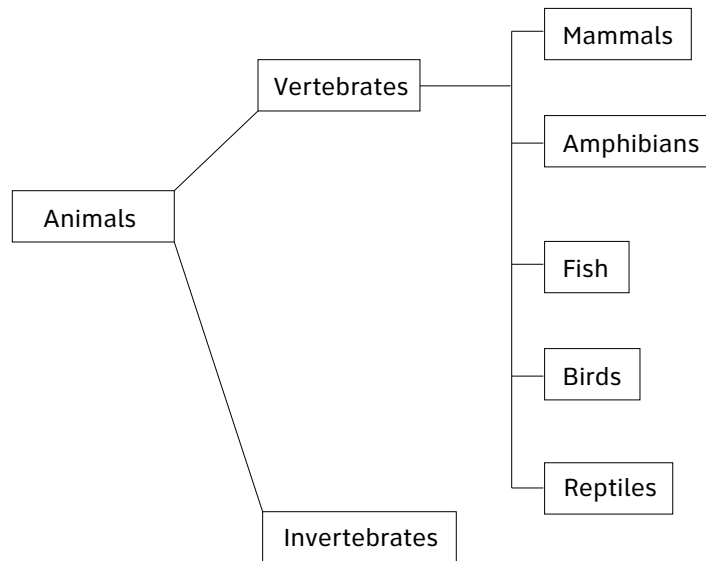 Mammals
Vertebrates
Amphibians
Animals
Fish
Birds
Reptiles
Invertebrates